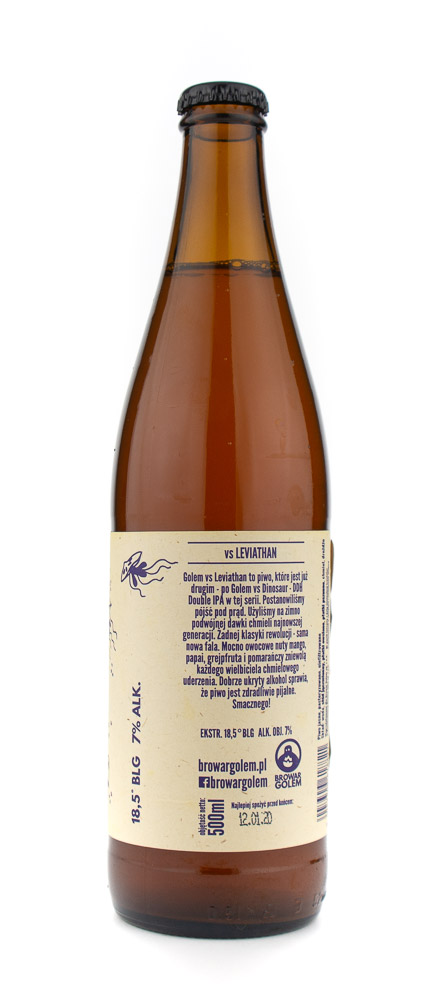 vs LEVIATHAN
Golem vs Leviathan to piwo, które jest już
drugim - po Golem vs Dinosaur - DDH
Double IPA w tej serii. Postanowiliśmy
pójść pod prąd. Użyliśmy na zimno
podwójnej dawki chmieli najnowszej
generacji. Żadnej klasyki rewolucji - sama
nowa fala. Mocno owocowe nuty mango,
papai, grejpfruta i pomarańczy zniewolą
każdego wielbiciela chmielowego
uderzenia. Dobrze ukryty alkohol sprawia,
że piwo jest zdradliwie pijalne.
Smacznego!
EKSTR. 18,5°BLG ALK. OBJ. 7%
browargolem.pl
browargolem
BROWAR
GOLEM
objętość netto:
500ml
Najlepiej spożyć przed końcem:
12.01.20
18,5° BLG 7% ALK.